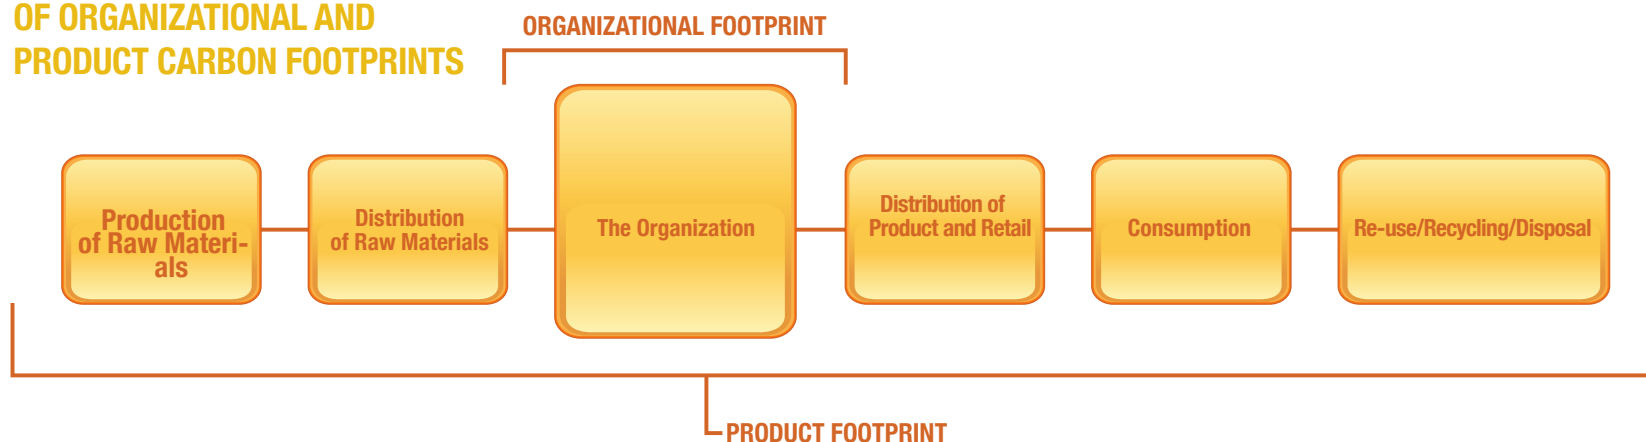 OF ORGANIZATIONAL AND
PRODUCT CARBON FOOTPRINTS
ORGANIZATIONAL FOOTPRINT
Production
of Raw Materi-
als
Distribution
of Raw Materials
The Organization
Distribution of
Product and Retail
Consumption
Re-use/Recycling/Disposal
PRODUCT FOOTPRINT